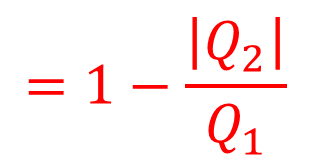 = 1 − |Q₂| / Q₁